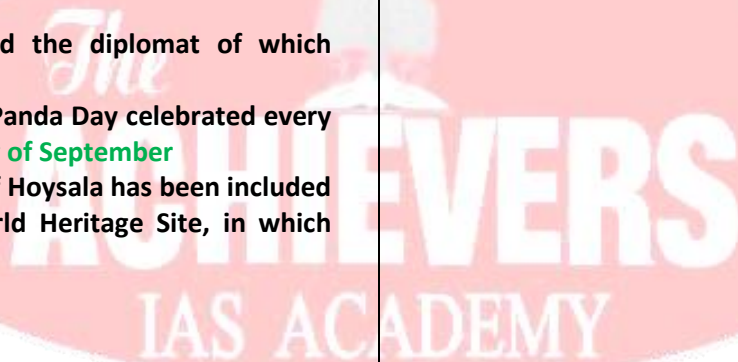 d the diplomat of which
Panda Day celebrated every
of September
Hoysala has been included
rld Heritage Site, in which
The
ACHIEVERS
IAS ACADEMY